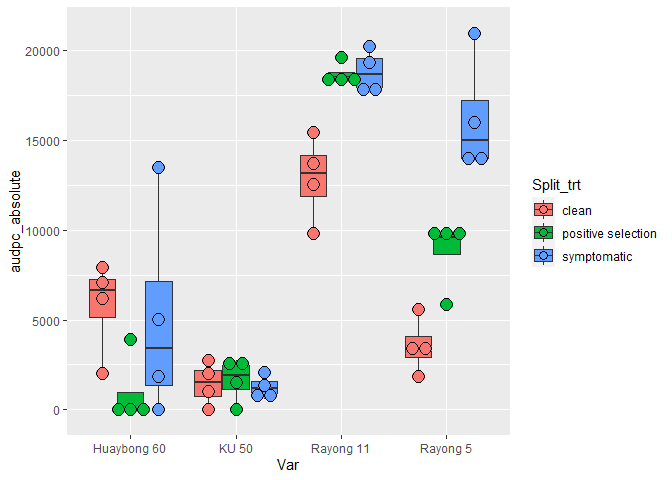 20000
15000
10000
5000
0
audpc_absolute
Huaybong 60
KU 50
Rayong 11
Rayong 5
Var
Split_trt
clean
positive selection
symptomatic